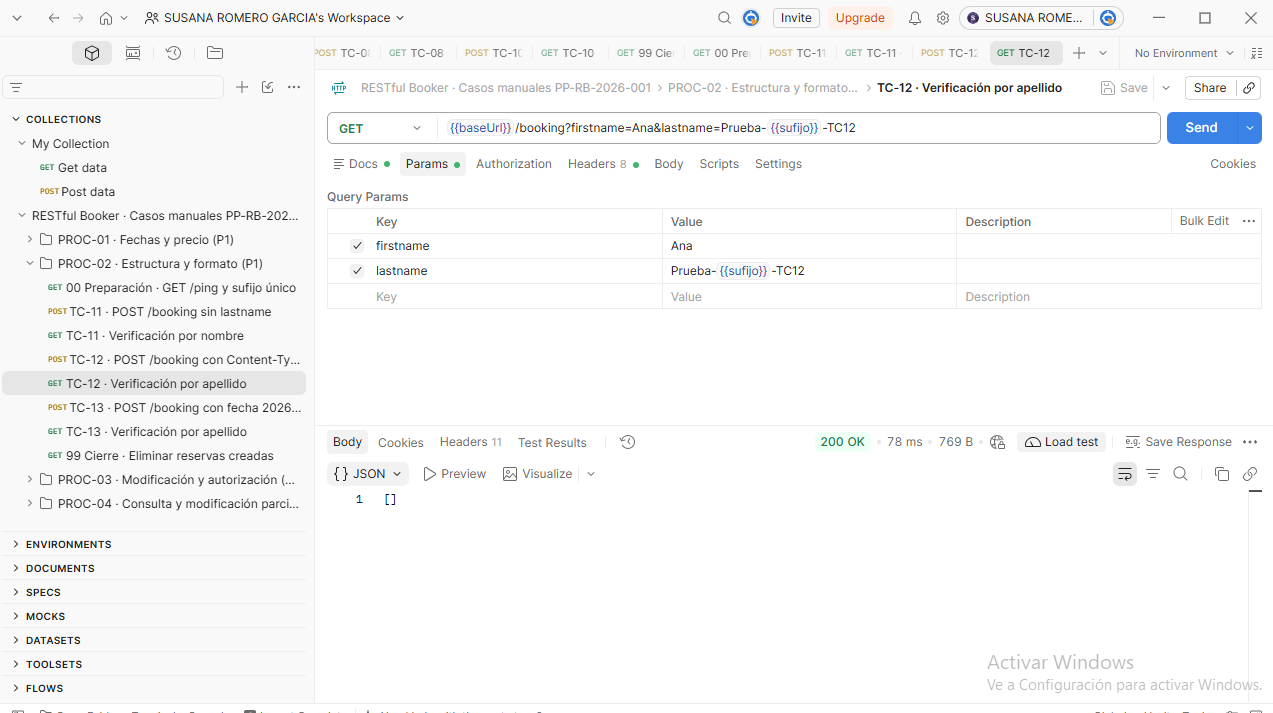 SUSANA ROMERO GARCIA's Workspace
Invite
Upgrade
SUSANA ROME...
POST TC-08
GET TC-08
POST TC-10
GET TC-10
GET 99 Cie
GET 00 Pre
POST TC-11
GET TC-11
POST TC-12
GET TC-12
No Environment
HTTP
RESTful Booker · Casos manuales PP-RB-2026-001 > PROC-02 · Estructura y formato... > TC-12 · Verificación por apellido
Save
Share
COLLECTIONS
My Collection
GET Get data
POST Post data
RESTful Booker · Casos manuales PP-RB-202...
PROC-01 · Fechas y precio (P1)
PROC-02 · Estructura y formato (P1)
GET 00 Preparación · GET /ping y sufijo único
POST TC-11 · POST /booking sin lastname
GET TC-11 · Verificación por nombre
POST TC-12 · POST /booking con Content-Ty...
GET TC-12 · Verificación por apellido
POST TC-13 · POST /booking con fecha 2026...
GET TC-13 · Verificación por apellido
GET 99 Cierre · Eliminar reservas creadas
PROC-03 · Modificación y autorización (...
PROC-04 · Consulta y modificación parci...
ENVIRONMENTS
DOCUMENTS
SPECS
MOCKS
DATASETS
TOOLSETS
FLOWS
GET
{{baseUrl}} /booking?firstname=Ana&lastname=Prueba- {{sufijo}} -TC12
Send
Docs
Params
Authorization
Headers 8
Body
Scripts
Settings
Cookies
Query Params
Key Value Description Bulk Edit
firstname Ana
lastname Prueba- {{sufijo}} -TC12
Key Value Description
Body
Cookies
Headers 11
Test Results
200 OK • 78 ms • 769 B
Load test
e.g. Save Response
{} JSON
Preview
Visualize
1 []
Activar Windows
Ve a Configuración para activar Windows.